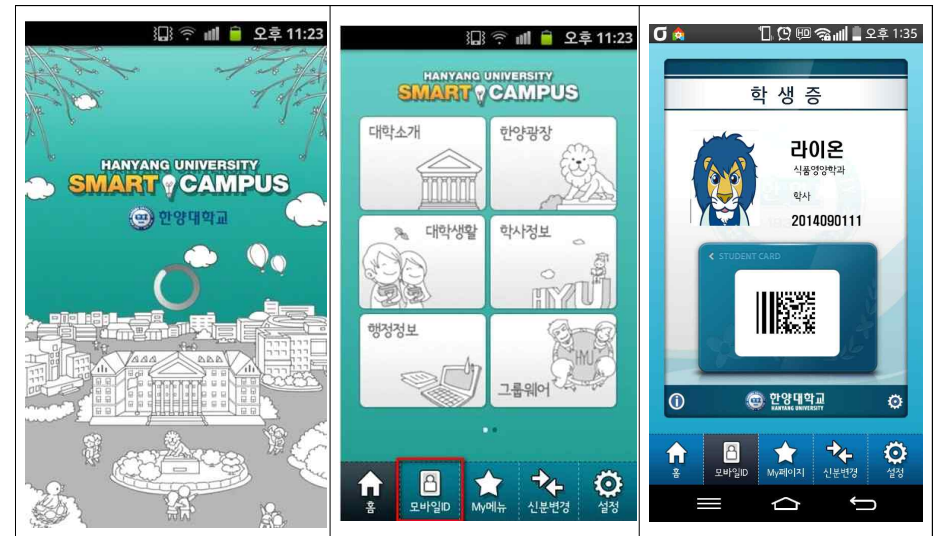 오후 11:23
HANYANG UNIVERSITY
SMART CAMPUS
한양대학교
오후 11:23
HANYANG UNIVERSITY
SMART CAMPUS
대학소개
한양광장
대학생활
학사정보
HYU
행정정보
HYU
그룹웨어
홈
모바일ID
My메뉴
신분변경
설정
오후 1:35
학생증
라이온
식품영양학과
학사
2014090111
< STUDENT CARD
한양대학교
HANYANG UNIVERSITY
홈
모바일ID
My페이지
신분변경
설정